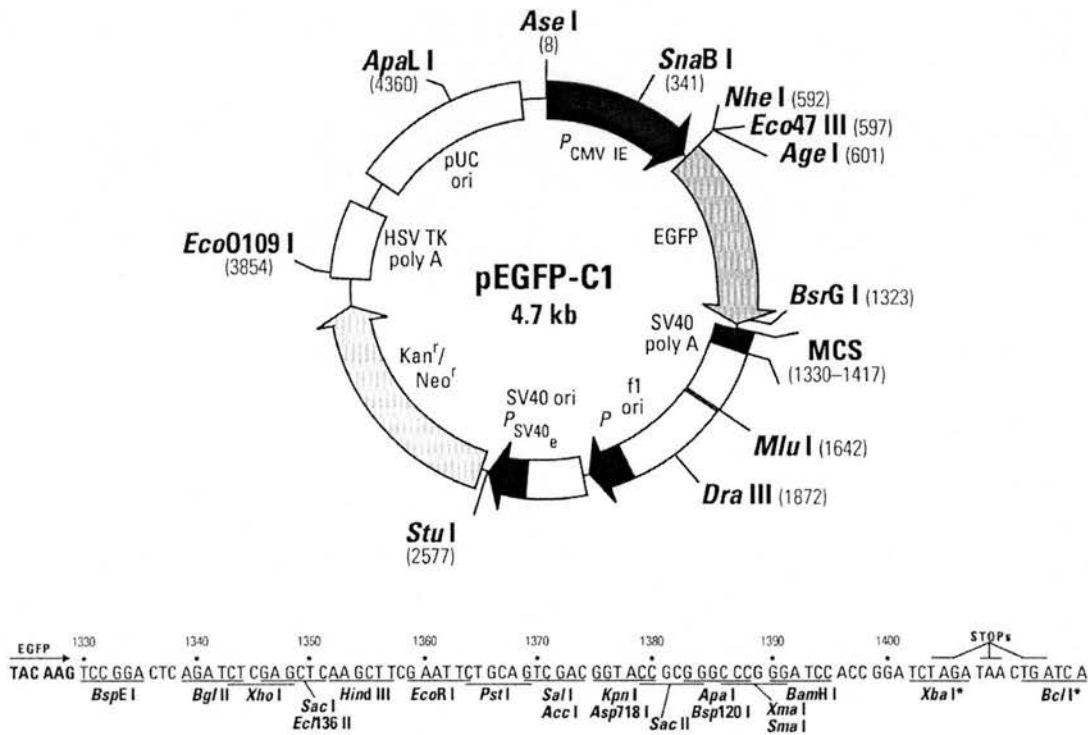 Ase I
(8)
ApaL I
(4360)
SnaB I
(341)
Nhe I (592)
Eco47 III (597)
Age I (601)
PCMV IE
pUC
ori
EGFP
HSV TK
poly A
EcoO109 I
(3854)
pEGFP-C1
4.7 kb
BsrG I (1323)
SV40
poly A
MCS
(1330–1417)
Kanr/
Neor
SV40 ori
PSV40e
f1
ori
P
Mlu I (1642)
Dra III (1872)
Stu I
(2577)
EGFP 1330 1340 1350 1360 1370 1380 1390 1400 STOPs
TAC AAG TCC GGA CTC AGA TCT CGA GCT CAA GCT TCG AAT TCT GCA GTC GAC GGT ACC GCG GGC CCG GGA TCC ACC GGA TCT AGA TAA CTG ATC A
BspE I Bgl II Xho I Hind III EcoR I Pst I Sal I Kpn I Apa I BamH I Xba I* Bcl I*
Sac I Acc I Asp718 I Bsp120 I Xma I
Ecl136 II Sac II Sma I